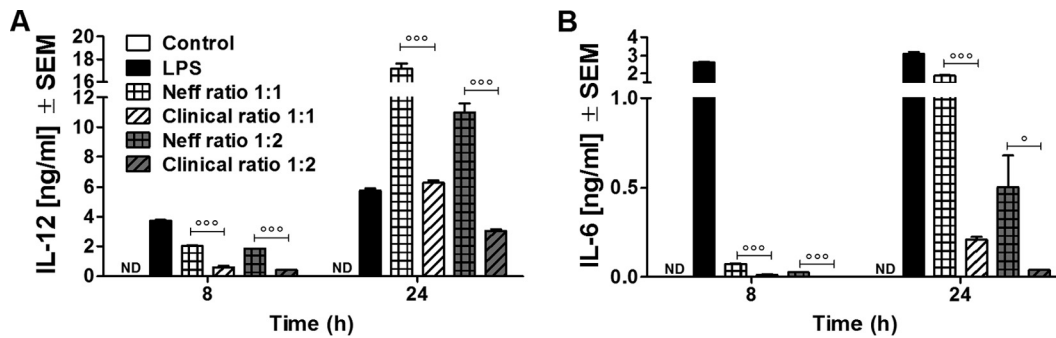 A
IL-12 [ng/ml] ± SEM
20
18
16
14
12
10
8
6
4
2
0
Control
LPS
Neff ratio 1:1
Clinical ratio 1:1
Neff ratio 1:2
Clinical ratio 1:2
ND
°°°
°°°
ND
°°°
°°°
8
24
Time (h)
B
IL-6 [ng/ml] ± SEM
4
3
2
1.0
0.5
0.0
ND
°°°
°°°
ND
°°°
°
8
24
Time (h)